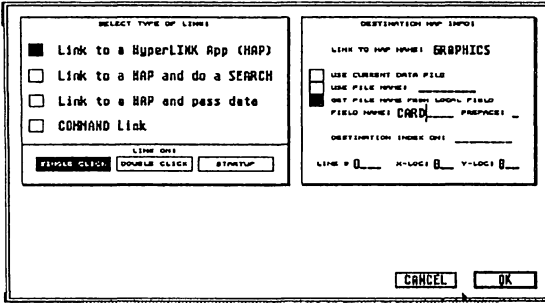 SELECT TYPE OF LINK:
Link to a HyperLINK App (HAP)
Link to a HAP and do a SEARCH
Link to a HAP and pass data
COMMAND Link
LINK ON:
SINGLE CLICK DOUBLE CLICK STARTUP
DESTINATION HAP INFO:
LINK TO HAP NAME: GRAPHICS
USE CURRENT DATA FILE
USE FILE NAME:
GET FILE NAME FROM LOCAL FIELD
FIELD NAME: CARD PREFACE:
DESTINATION INDEX ON:
LINE # 0 X-LOC: 0 Y-LOC: 0
CANCEL OK